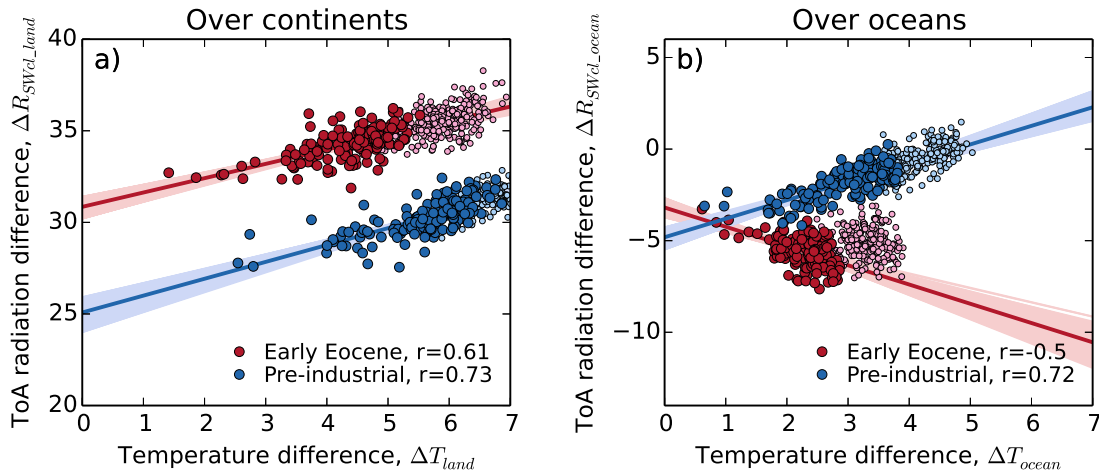 Over continents
a)
ToA radiation difference, ΔR_SWcl_land
40
35
30
25
20
0 1 2 3 4 5 6 7
Early Eocene, r=0.61
Pre-industrial, r=0.73
Temperature difference, ΔT_land
Over oceans
b)
ToA radiation difference, ΔR_SWcl_ocean
5
0
−5
−10
0 1 2 3 4 5 6 7
Early Eocene, r=-0.5
Pre-industrial, r=0.72
Temperature difference, ΔT_ocean